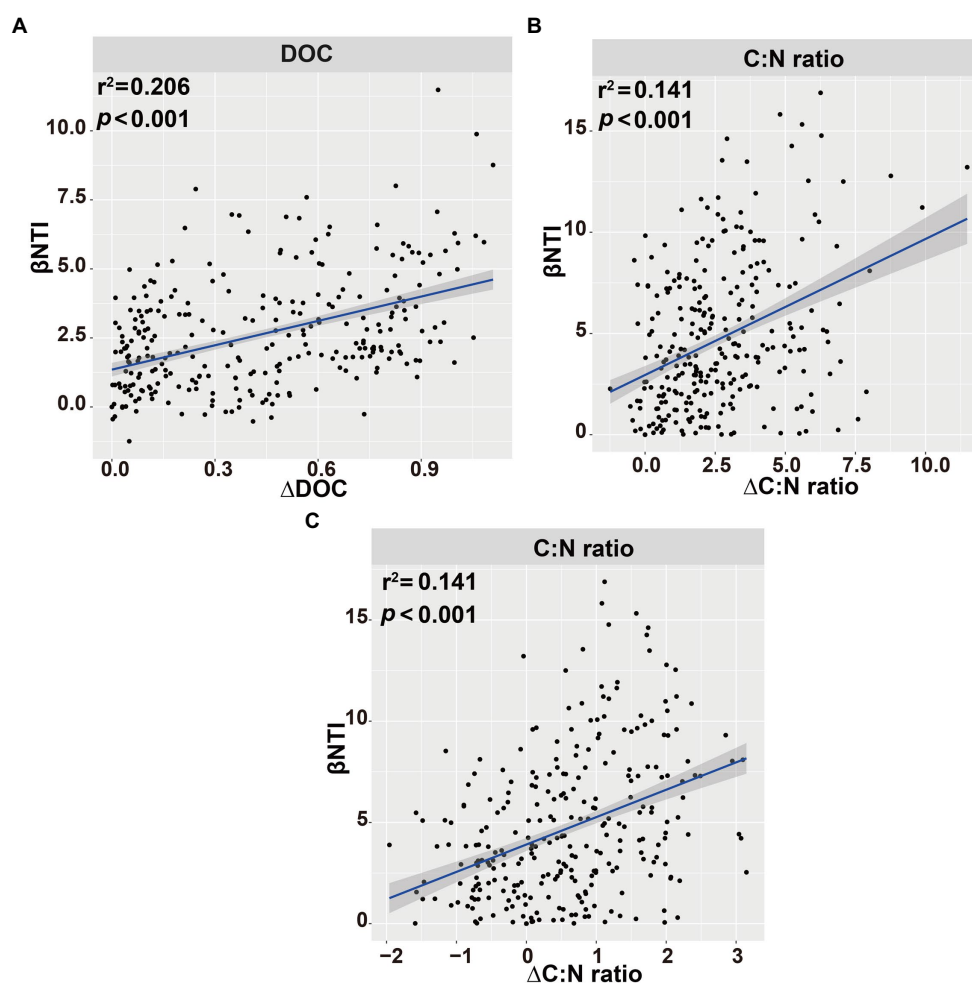 A
DOC
r²=0.206
p<0.001
10.0
7.5
5.0
2.5
0.0
βNTI
0.0 0.3 0.6 0.9
ΔDOC
B
C:N ratio
r²=0.141
p<0.001
15
10
5
0
βNTI
0.0 2.5 5.0 7.5 10.0
ΔC:N ratio
C
C:N ratio
r²=0.141
p<0.001
15
10
5
0
βNTI
−2 −1 0 1 2 3
ΔC:N ratio